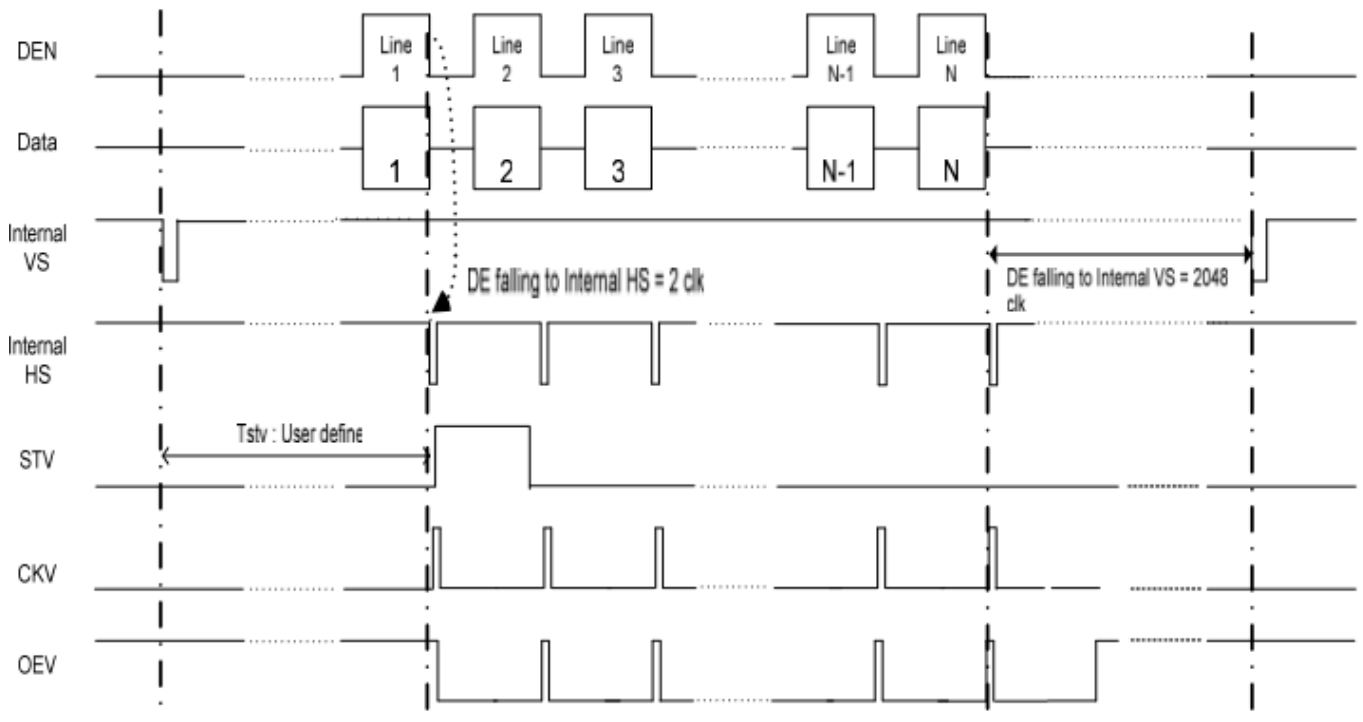 DEN
Line
1
Line
2
Line
3
Line
N-1
Line
N
Data
1
2
3
N-1
N
Internal
VS
DE falling to Internal HS = 2 clk
DE falling to Internal VS = 2048
clk
Internal
HS
Tstv : User define
STV
CKV
OEV